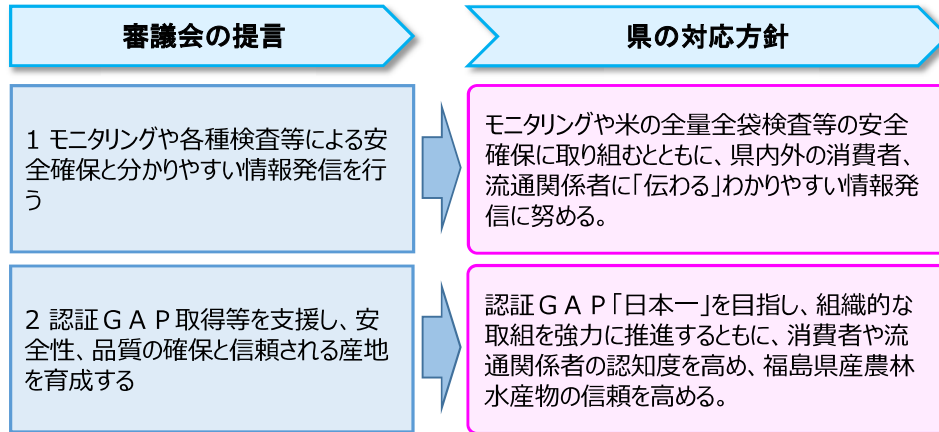 審議会の提言
県の対応方針
1 モニタリングや各種検査等による安
全確保と分かりやすい情報発信を行
う
モニタリングや米の全量全袋検査等の安全
確保に取り組むとともに、県内外の消費者、
流通関係者に「伝わる」わかりやすい情報発
信に努める。
2 認証ＧＡＰ取得等を支援し、安
全性、品質の確保と信頼される産地
を育成する
認証ＧＡＰ「日本一」を目指し、組織的な
取組を強力に推進するともに、消費者や流
通関係者の認知度を高め、福島県産農林
水産物の信頼を高める。